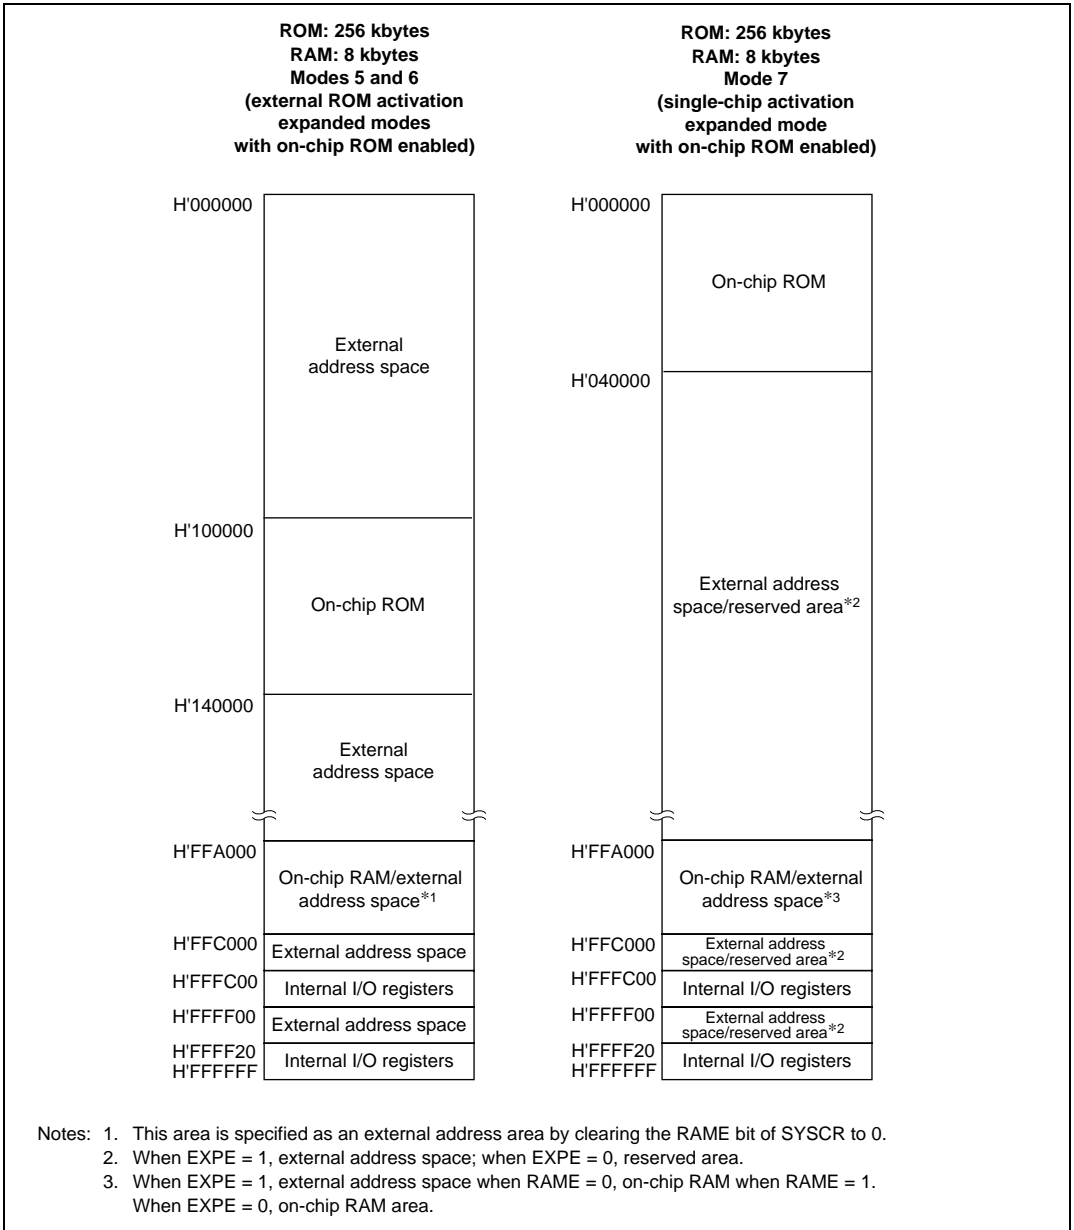 ROM: 256 kbytes
RAM: 8 kbytes
Modes 5 and 6
(external ROM activation
expanded modes
with on-chip ROM enabled)
H'000000
External
address space
H'100000
On-chip ROM
H'140000
External
address space
H'FFA000
On-chip RAM/external
address space*1
H'FFC000
External address space
H'FFFC00
Internal I/O registers
H'FFFF00
External address space
H'FFFF20
Internal I/O registers
H'FFFFFF
ROM: 256 kbytes
RAM: 8 kbytes
Mode 7
(single-chip activation
expanded mode
with on-chip ROM enabled)
H'000000
On-chip ROM
H'040000
External address
space/reserved area*2
H'FFA000
On-chip RAM/external
address space*3
H'FFC000
External address
space/reserved area*2
H'FFFC00
Internal I/O registers
H'FFFF00
External address
space/reserved area*2
H'FFFF20
Internal I/O registers
H'FFFFFF
Notes: 1. This area is specified as an external address area by clearing the RAME bit of SYSCR to 0.
2. When EXPE = 1, external address space; when EXPE = 0, reserved area.
3. When EXPE = 1, external address space when RAME = 0, on-chip RAM when RAME = 1.
When EXPE = 0, on-chip RAM area.